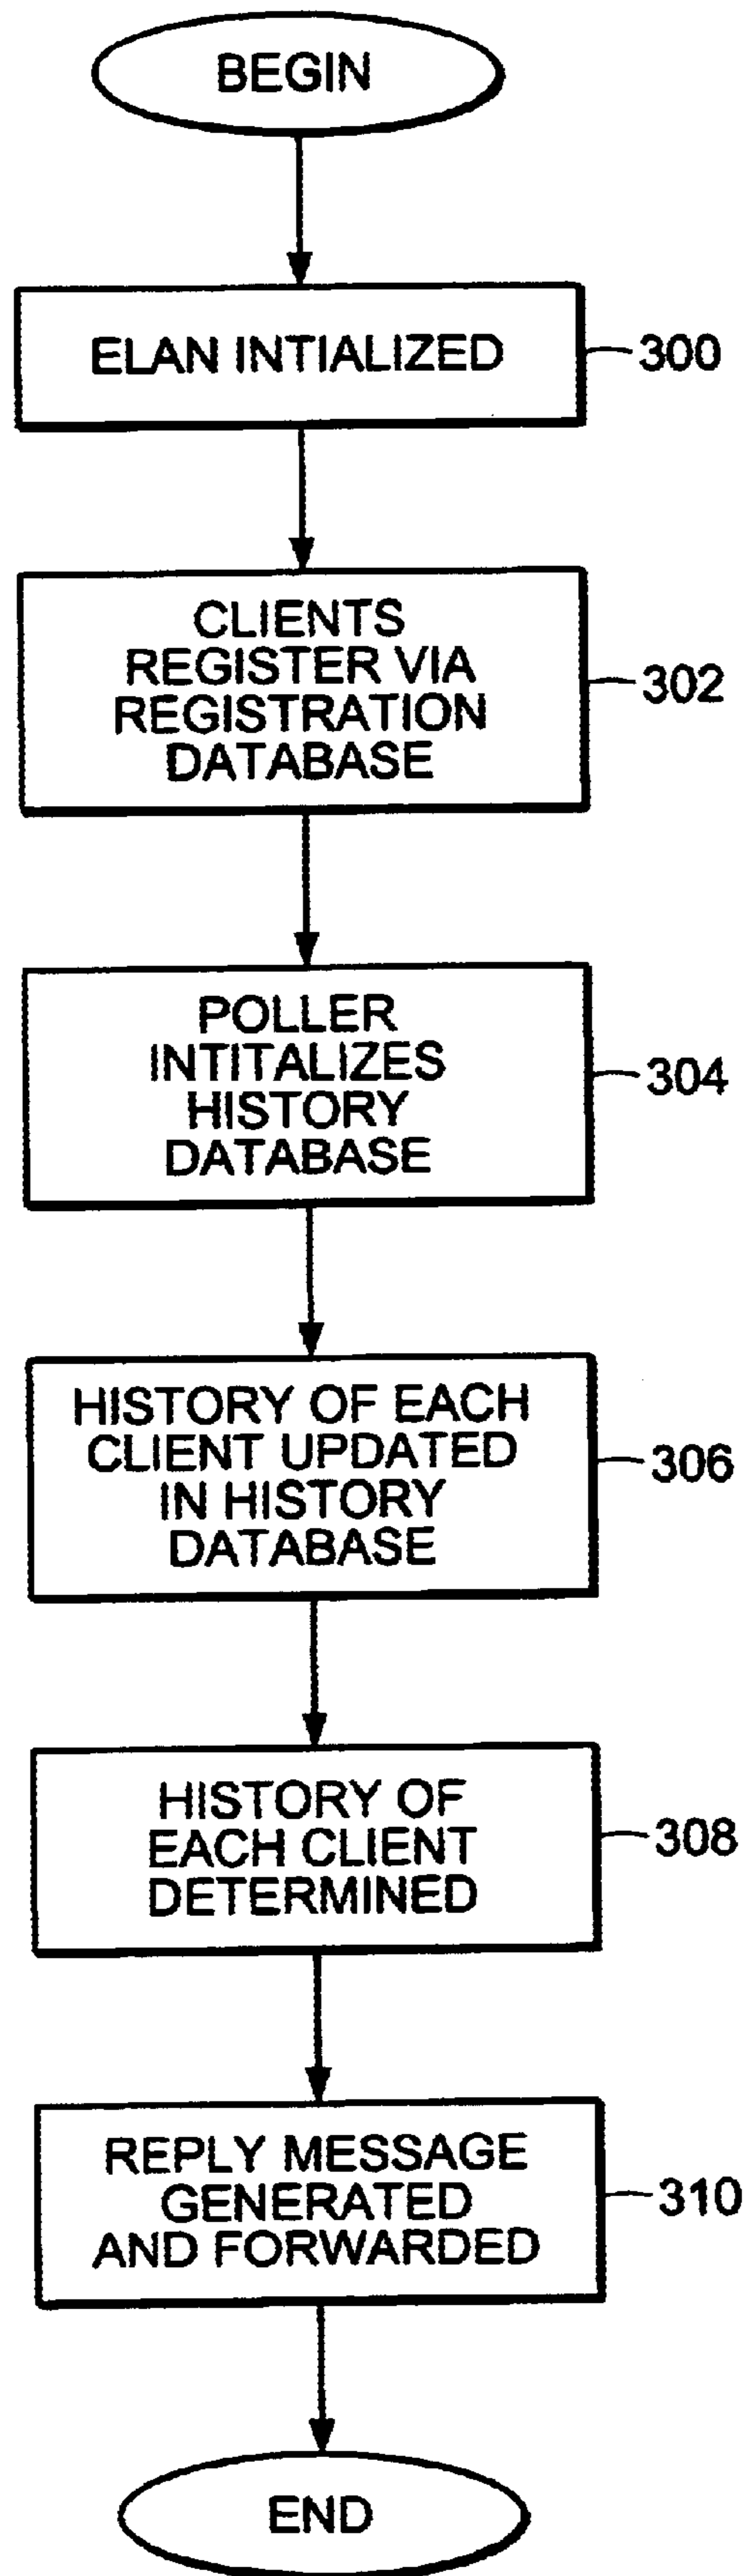 BEGIN
ELAN INTIALIZED
300
CLIENTS
REGISTER VIA
REGISTRATION
DATABASE
302
POLLER
INTITALIZES
HISTORY
DATABASE
304
HISTORY OF EACH
CLIENT UPDATED
IN HISTORY
DATABASE
306
HISTORY OF
EACH CLIENT
DETERMINED
308
REPLY MESSAGE
GENERATED
AND FORWARDED
310
END